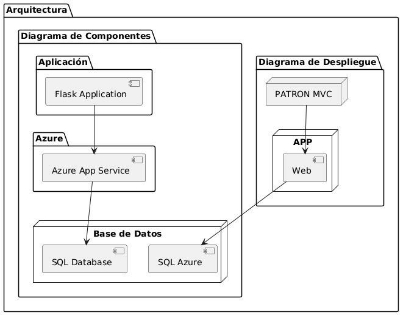 Arquitectura
Diagrama de Componentes
Aplicación
Flask Application
Azure
Azure App Service
Base de Datos
SQL Database
SQL Azure
Diagrama de Despliegue
PATRON MVC
APP
Web